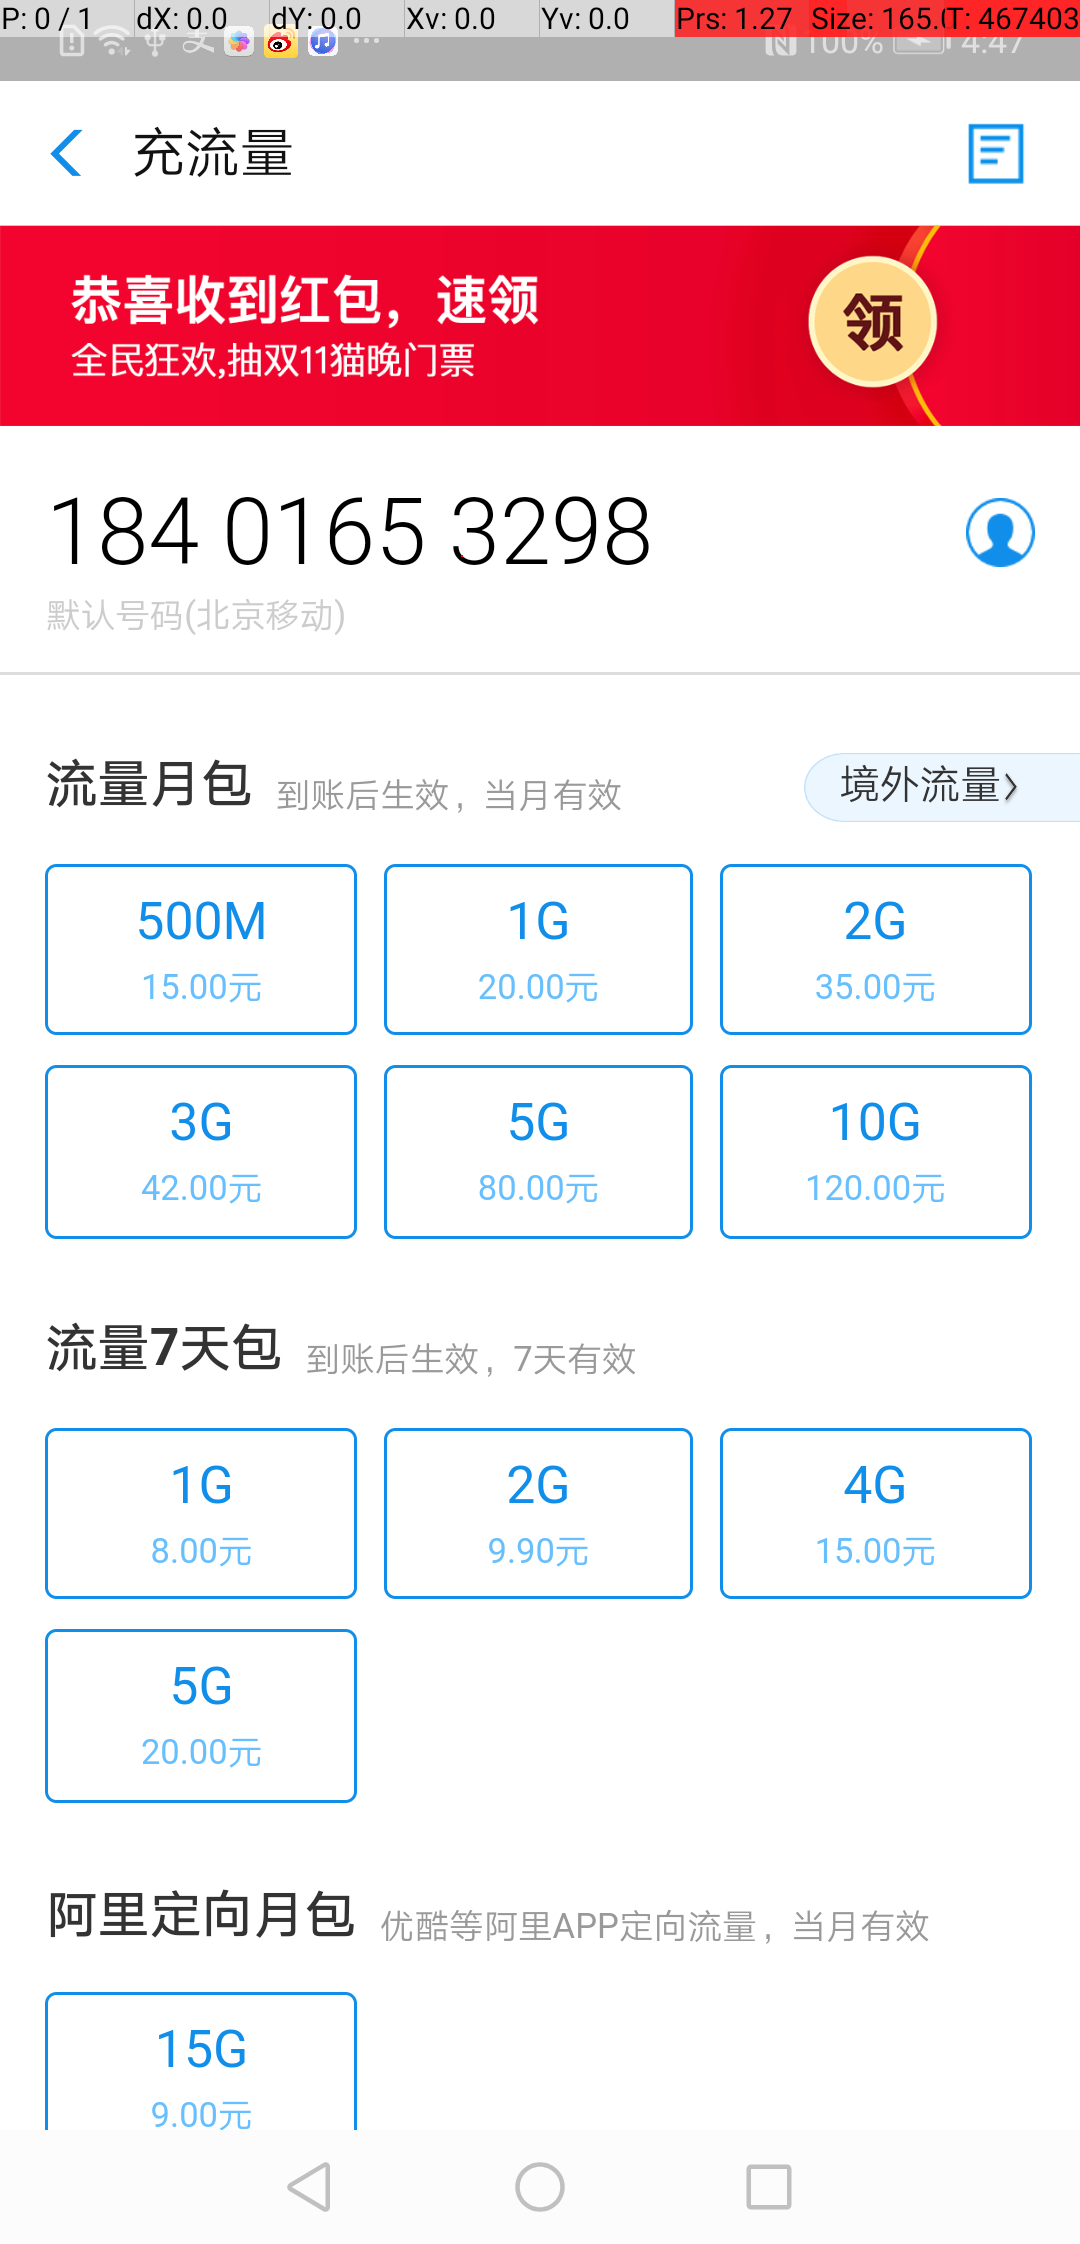 P: 0 / 1 dX: 0.0 dY: 0.0 Xv: 0.0 Yv: 0.0 Prs: 1.27 Size: 165.0 T: 467403
100% 4:47
充流量
恭喜收到红包，速领
全民狂欢,抽双11猫晚门票
领
184 0165 3298
默认号码(北京移动)
流量月包 到账后生效，当月有效 境外流量
500M 1G 2G
15.00元 20.00元 35.00元
3G 5G 10G
42.00元 80.00元 120.00元
流量7天包 到账后生效，7天有效
1G 2G 4G
8.00元 9.90元 15.00元
5G
20.00元
阿里定向月包 优酷等阿里APP定向流量，当月有效
15G
9.00元